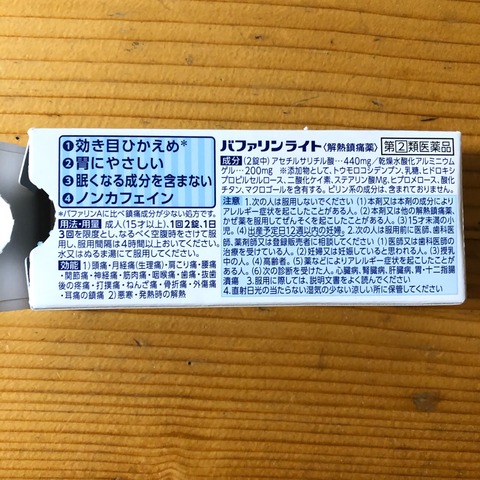 ①効き目ひかえめ*
②胃にやさしい
③眠くなる成分を含まない
④ノンカフェイン
*バファリンAに比べ鎮痛成分が少ない処方です。
用法・用量 成人(15才以上)、1回2錠、1日
3回を限度とし、なるべく空腹時をさけて服
用。服用間隔は4時間以上おいてください。
水又はぬるま湯にて服用してください。
効能 1)頭痛・月経痛(生理痛)・肩こり痛・腰痛
・関節痛・神経痛・筋肉痛・咽喉痛・歯痛・抜歯
後の疼痛・打撲痛・ねんざ痛・骨折痛・外傷痛
・耳痛の鎮痛 2)悪寒・発熱時の解熱
バファリンライト〈解熱鎮痛薬〉 第②類医薬品
成分(2錠中) アセチルサリチル酸…440mg/乾燥水酸化アルミニウム
ゲル…200mg ※添加物として、トウモロコシデンプン、乳糖、ヒドロキシ
プロピルセルロース、二酸化ケイ素、ステアリン酸Mg、ヒプロメロース、酸化
チタン、マクロゴールを含有する。ピリン系の成分は、含まれておりません。
1.次の人は服用しないでください (1)本剤又は本剤の成分により
アレルギー症状を起こしたことがある人。(2)本剤又は他の解熱鎮痛薬、
かぜ薬を服用してぜんそくを起こしたことがある人。(3)15才未満の小
児。(4)出産予定日12週以内の妊婦。2.次の人は服用前に医師、歯科医
師、薬剤師又は登録販売者に相談してください (1)医師又は歯科医師の
治療を受けている人。(2)妊婦又は妊娠していると思われる人。(3)授乳
中の人。(4)高齢者。(5)薬などによりアレルギー症状を起こしたことが
ある人。(6)次の診断を受けた人。心臓病、腎臓病、肝臓病、胃・十二指腸
潰瘍 3.服用に際しては、説明文書をよく読んでください
4.直射日光の当たらない湿気の少ない涼しい所に保管してください